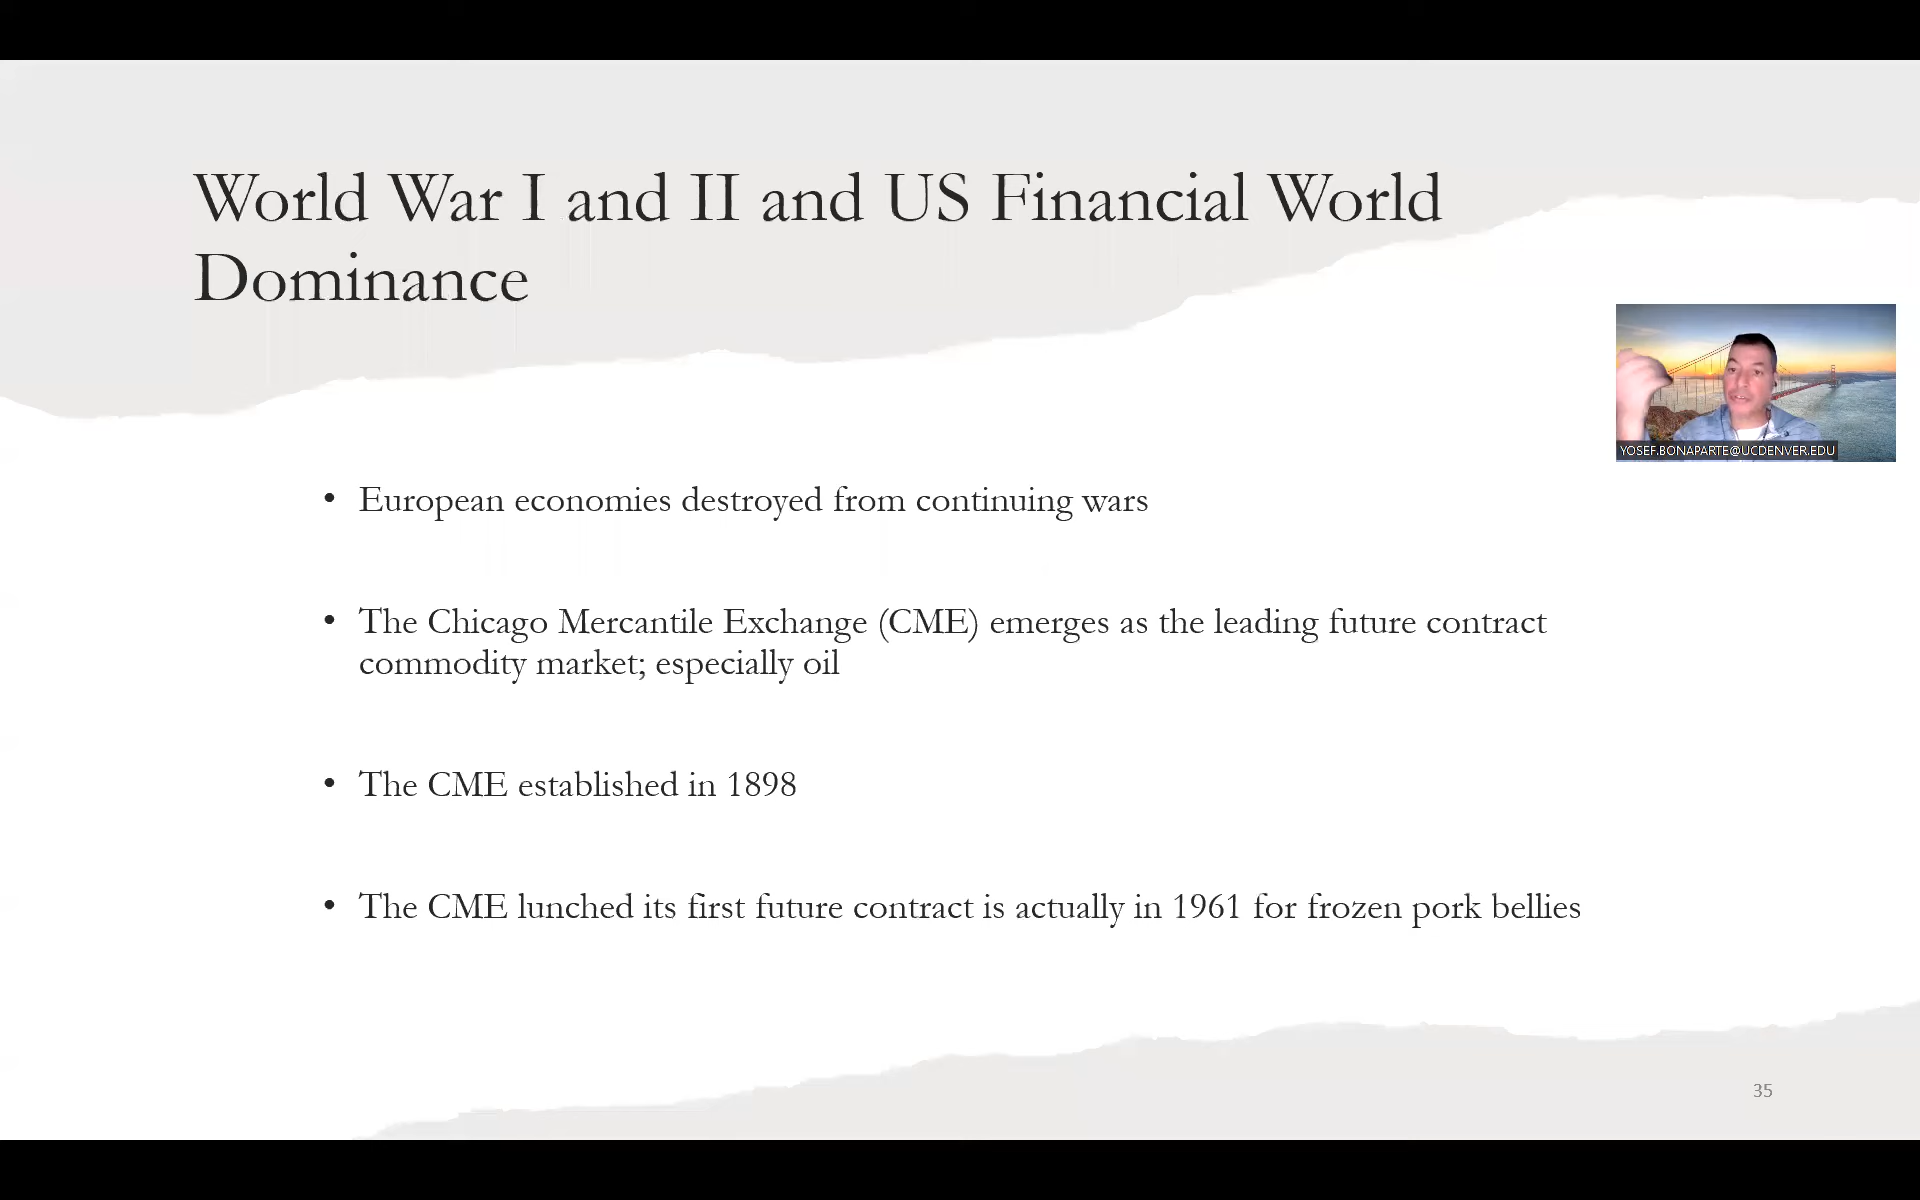 World War I and II and US Financial World
Dominance
YOSEF.BONAPARTE@UCDENVER.EDU
• European economies destroyed from continuing wars
• The Chicago Mercantile Exchange (CME) emerges as the leading future contract
commodity market; especially oil
• The CME established in 1898
• The CME lunched its first future contract is actually in 1961 for frozen pork bellies
35